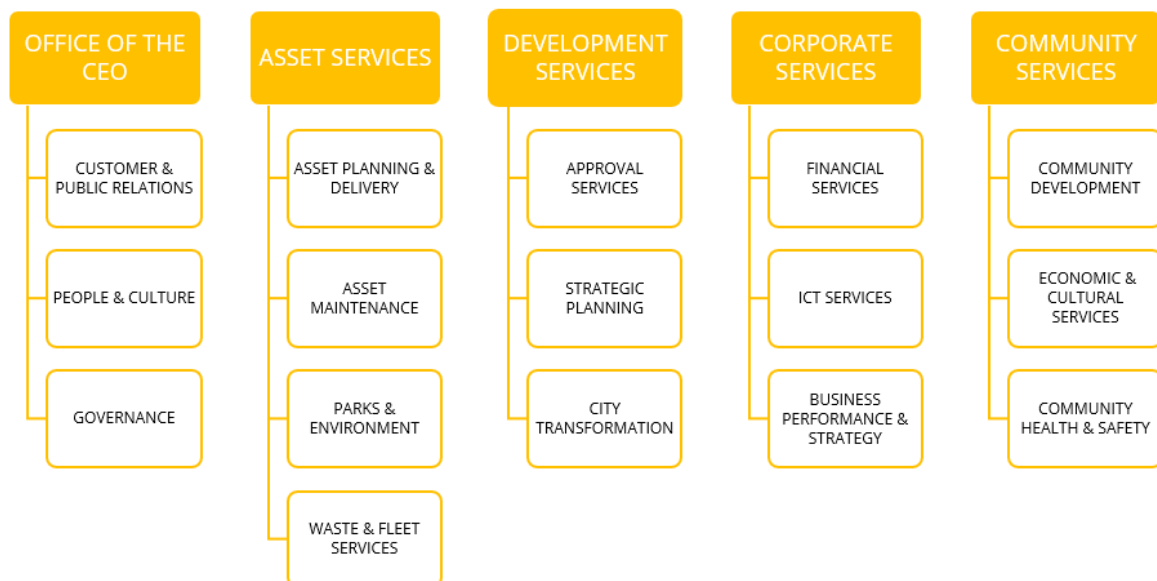 OFFICE OF THE
CEO
CUSTOMER &
PUBLIC RELATIONS
PEOPLE & CULTURE
GOVERNANCE
ASSET SERVICES
ASSET PLANNING &
DELIVERY
ASSET
MAINTENANCE
PARKS &
ENVIRONMENT
WASTE & FLEET
SERVICES
DEVELOPMENT
SERVICES
APPROVAL
SERVICES
STRATEGIC
PLANNING
CITY
TRANSFORMATION
CORPORATE
SERVICES
FINANCIAL
SERVICES
ICT SERVICES
BUSINESS
PERFORMANCE &
STRATEGY
COMMUNITY
SERVICES
COMMUNITY
DEVELOPMENT
ECONOMIC &
CULTURAL
SERVICES
COMMUNITY
HEALTH & SAFETY